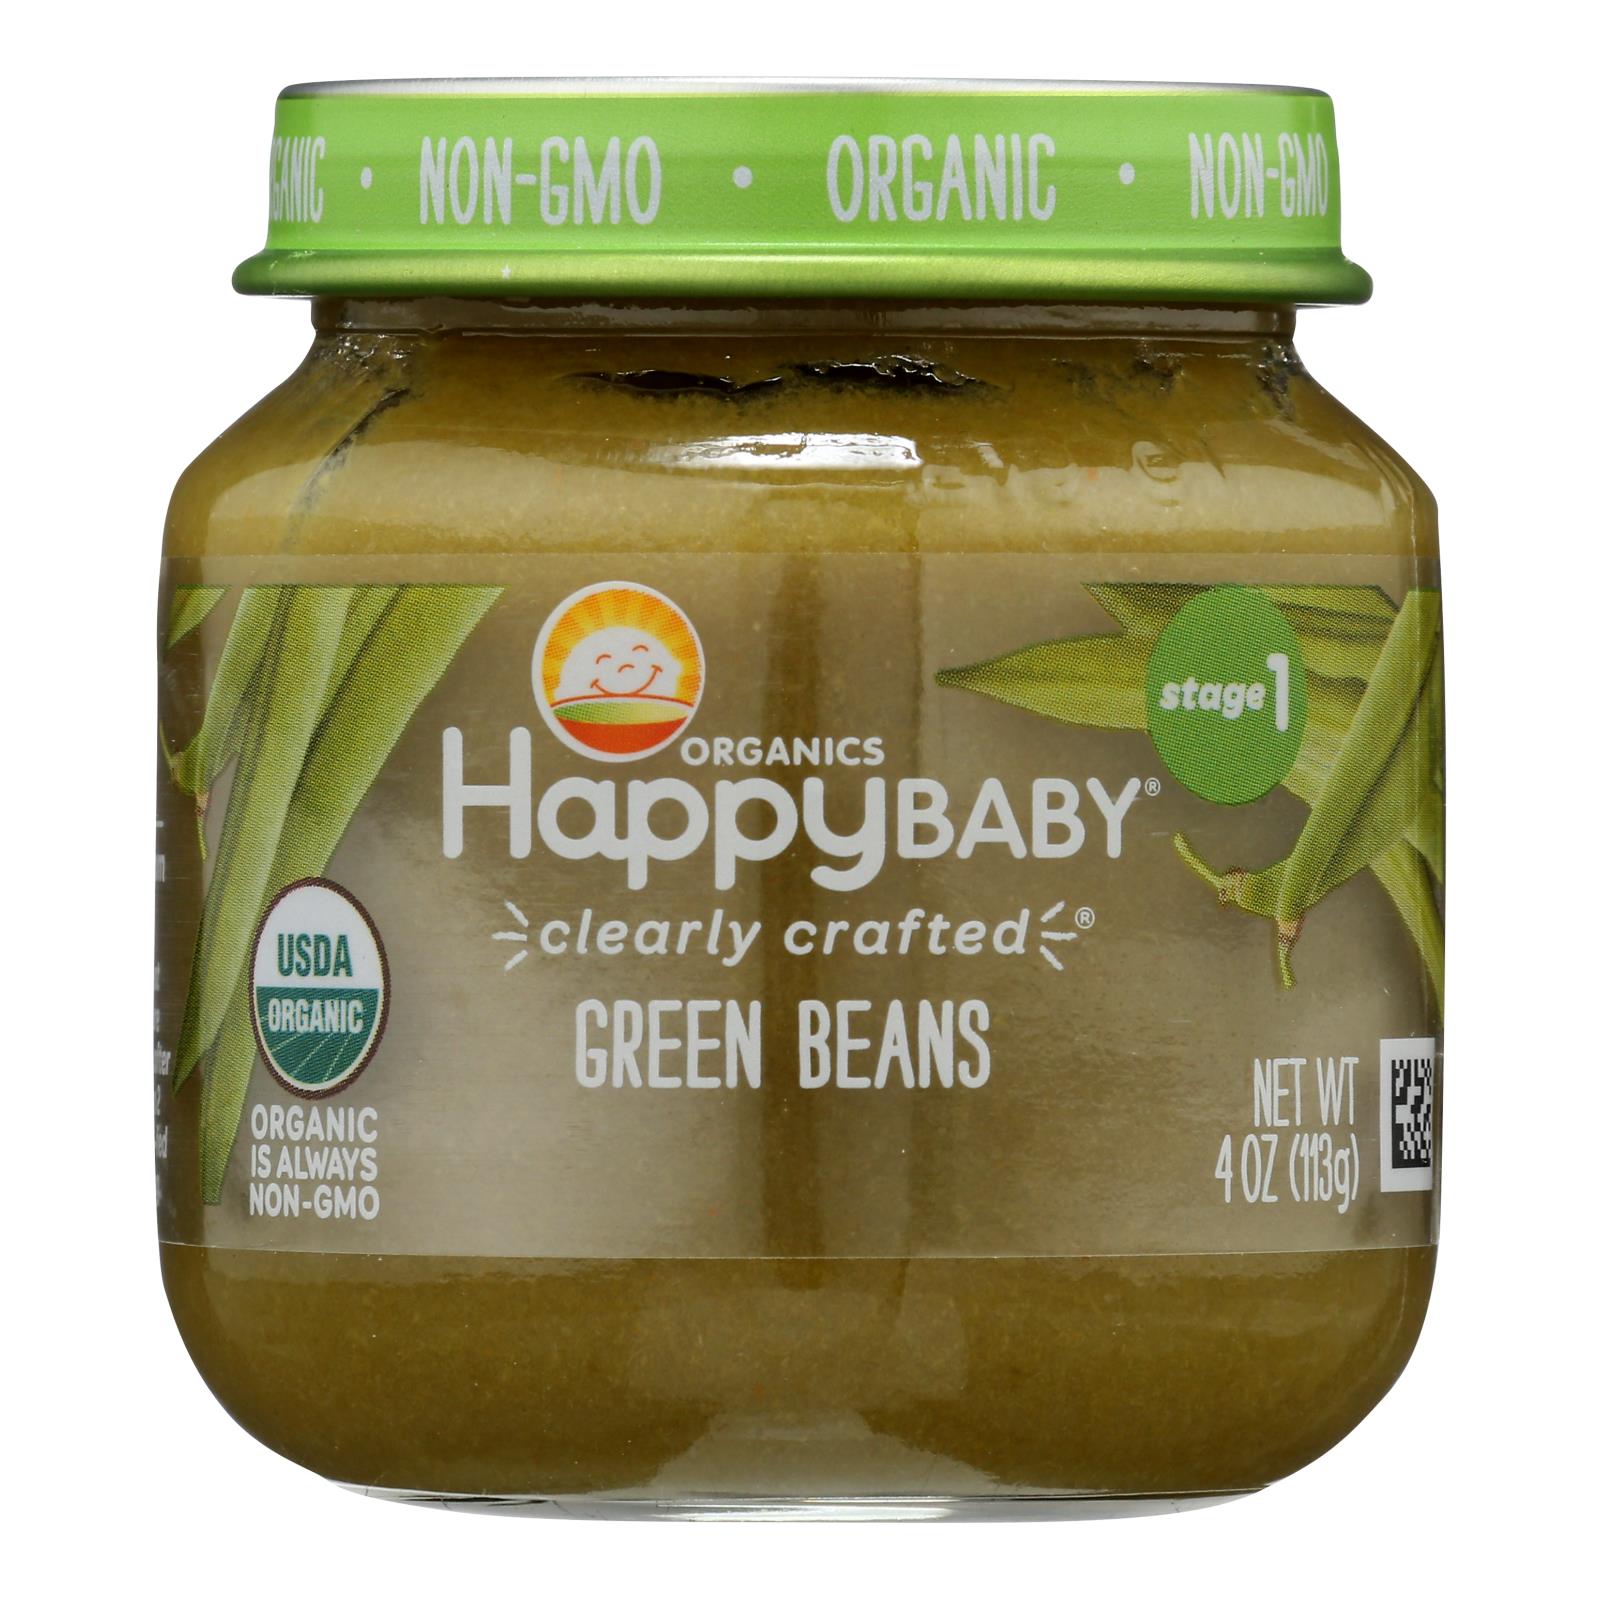 NON-GMO • ORGANIC • NON-GMO
stage 1
ORGANICS
HappyBABY®
clearly crafted®
GREEN BEANS
USDA
ORGANIC
ORGANIC
IS ALWAYS
NON-GMO
NET WT
4 OZ (113g)